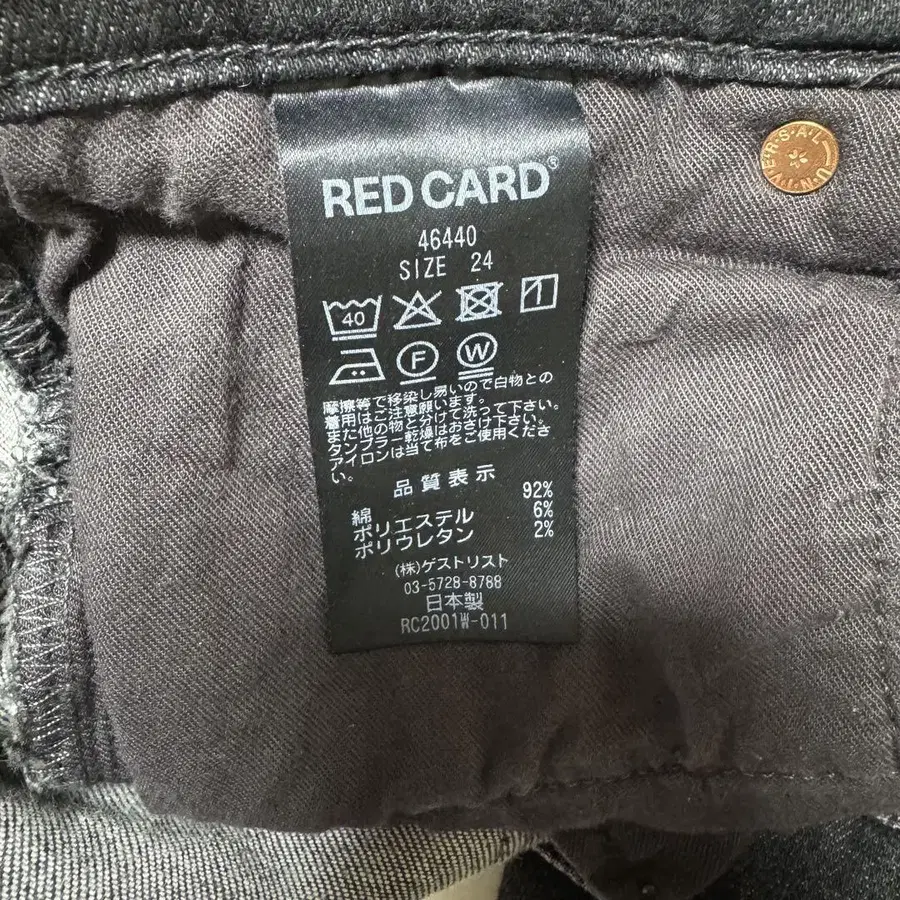 RED CARD®
46440
SIZE 24
40
F W
摩擦等で移染し易いので白物との
着用はご注意願います。
また他の物と分けて洗って下さい。
タンブラー乾燥はおさけ下さい。
アイロンは当て布をご使用くださ
い。
品質表示
綿 92%
ポリエステル 6%
ポリウレタン 2%
(株)ゲストリスト
03-5728-8788
日本製
RC2001W-011
UNIVERSAL